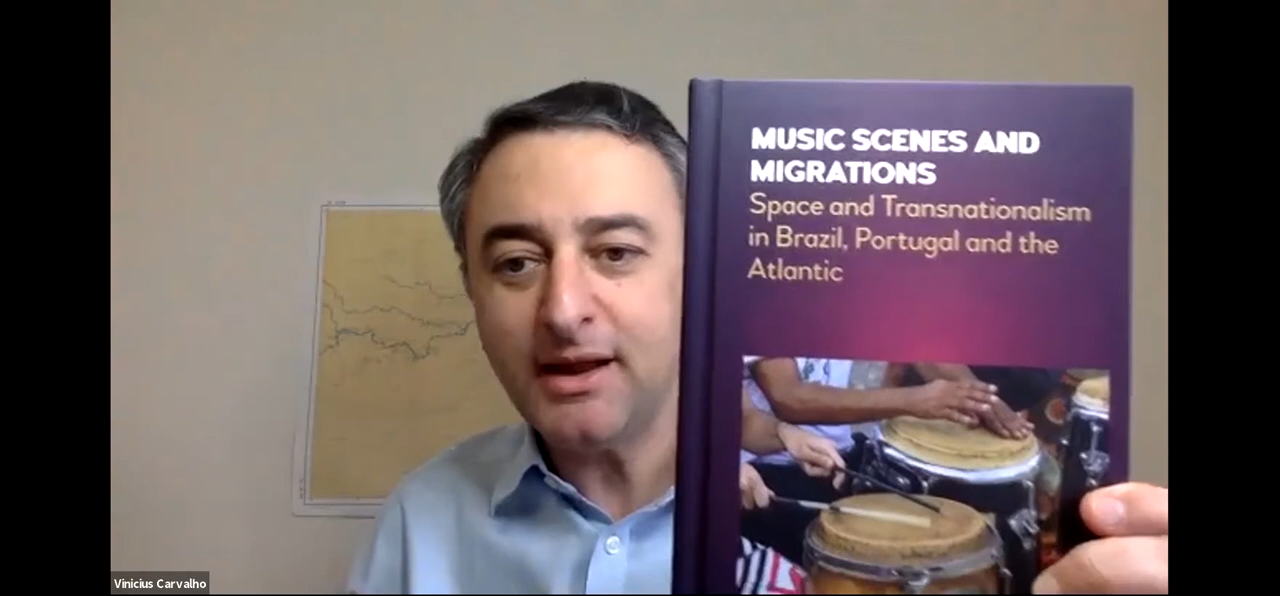 MUSIC SCENES AND
MIGRATIONS
Space and Transnationalism
in Brazil, Portugal and the
Atlantic
Vinicius Carvalho